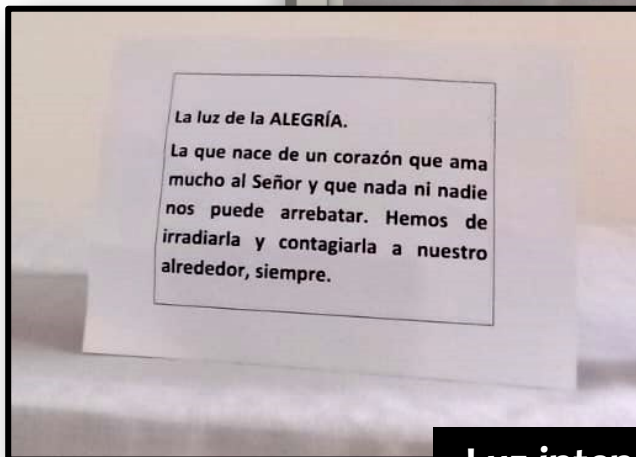 La luz de la ALEGRÍA.
La que nace de un corazón que ama
mucho al Señor y que nada ni nadie
nos puede arrebatar. Hemos de
irradiarla y contagiarla a nuestro
alrededor, siempre.